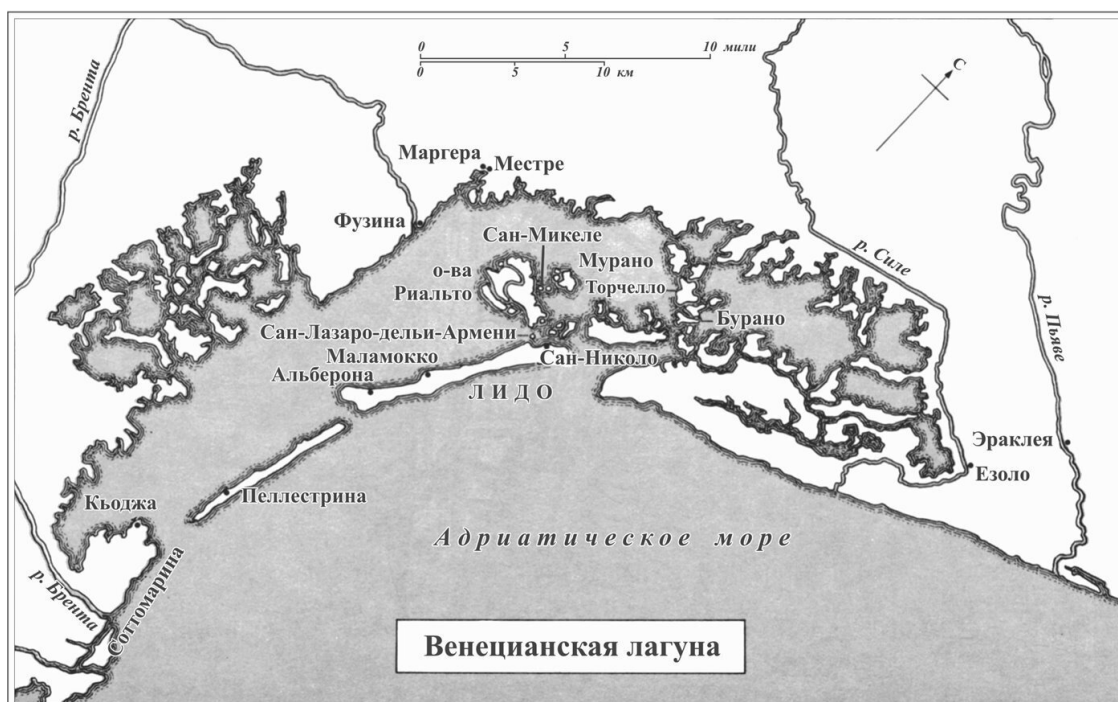 0 5 10 мили
0 5 10 км
С
р. Брента
Маргера
Местре
Фузина
Сан-Микеле
о-ва
Риальто
Мурано
Торчелло
р. Силе
р. Пьяве
Сан-Лазаро-дельи-Армени
Бурано
Маламокко
Сан-Николо
Альберона
ЛИДО
Эраклея
Езоло
Кьоджа
Пеллестрина
Адриатическое море
р. Брента
Соттомарина
Венецианская лагуна